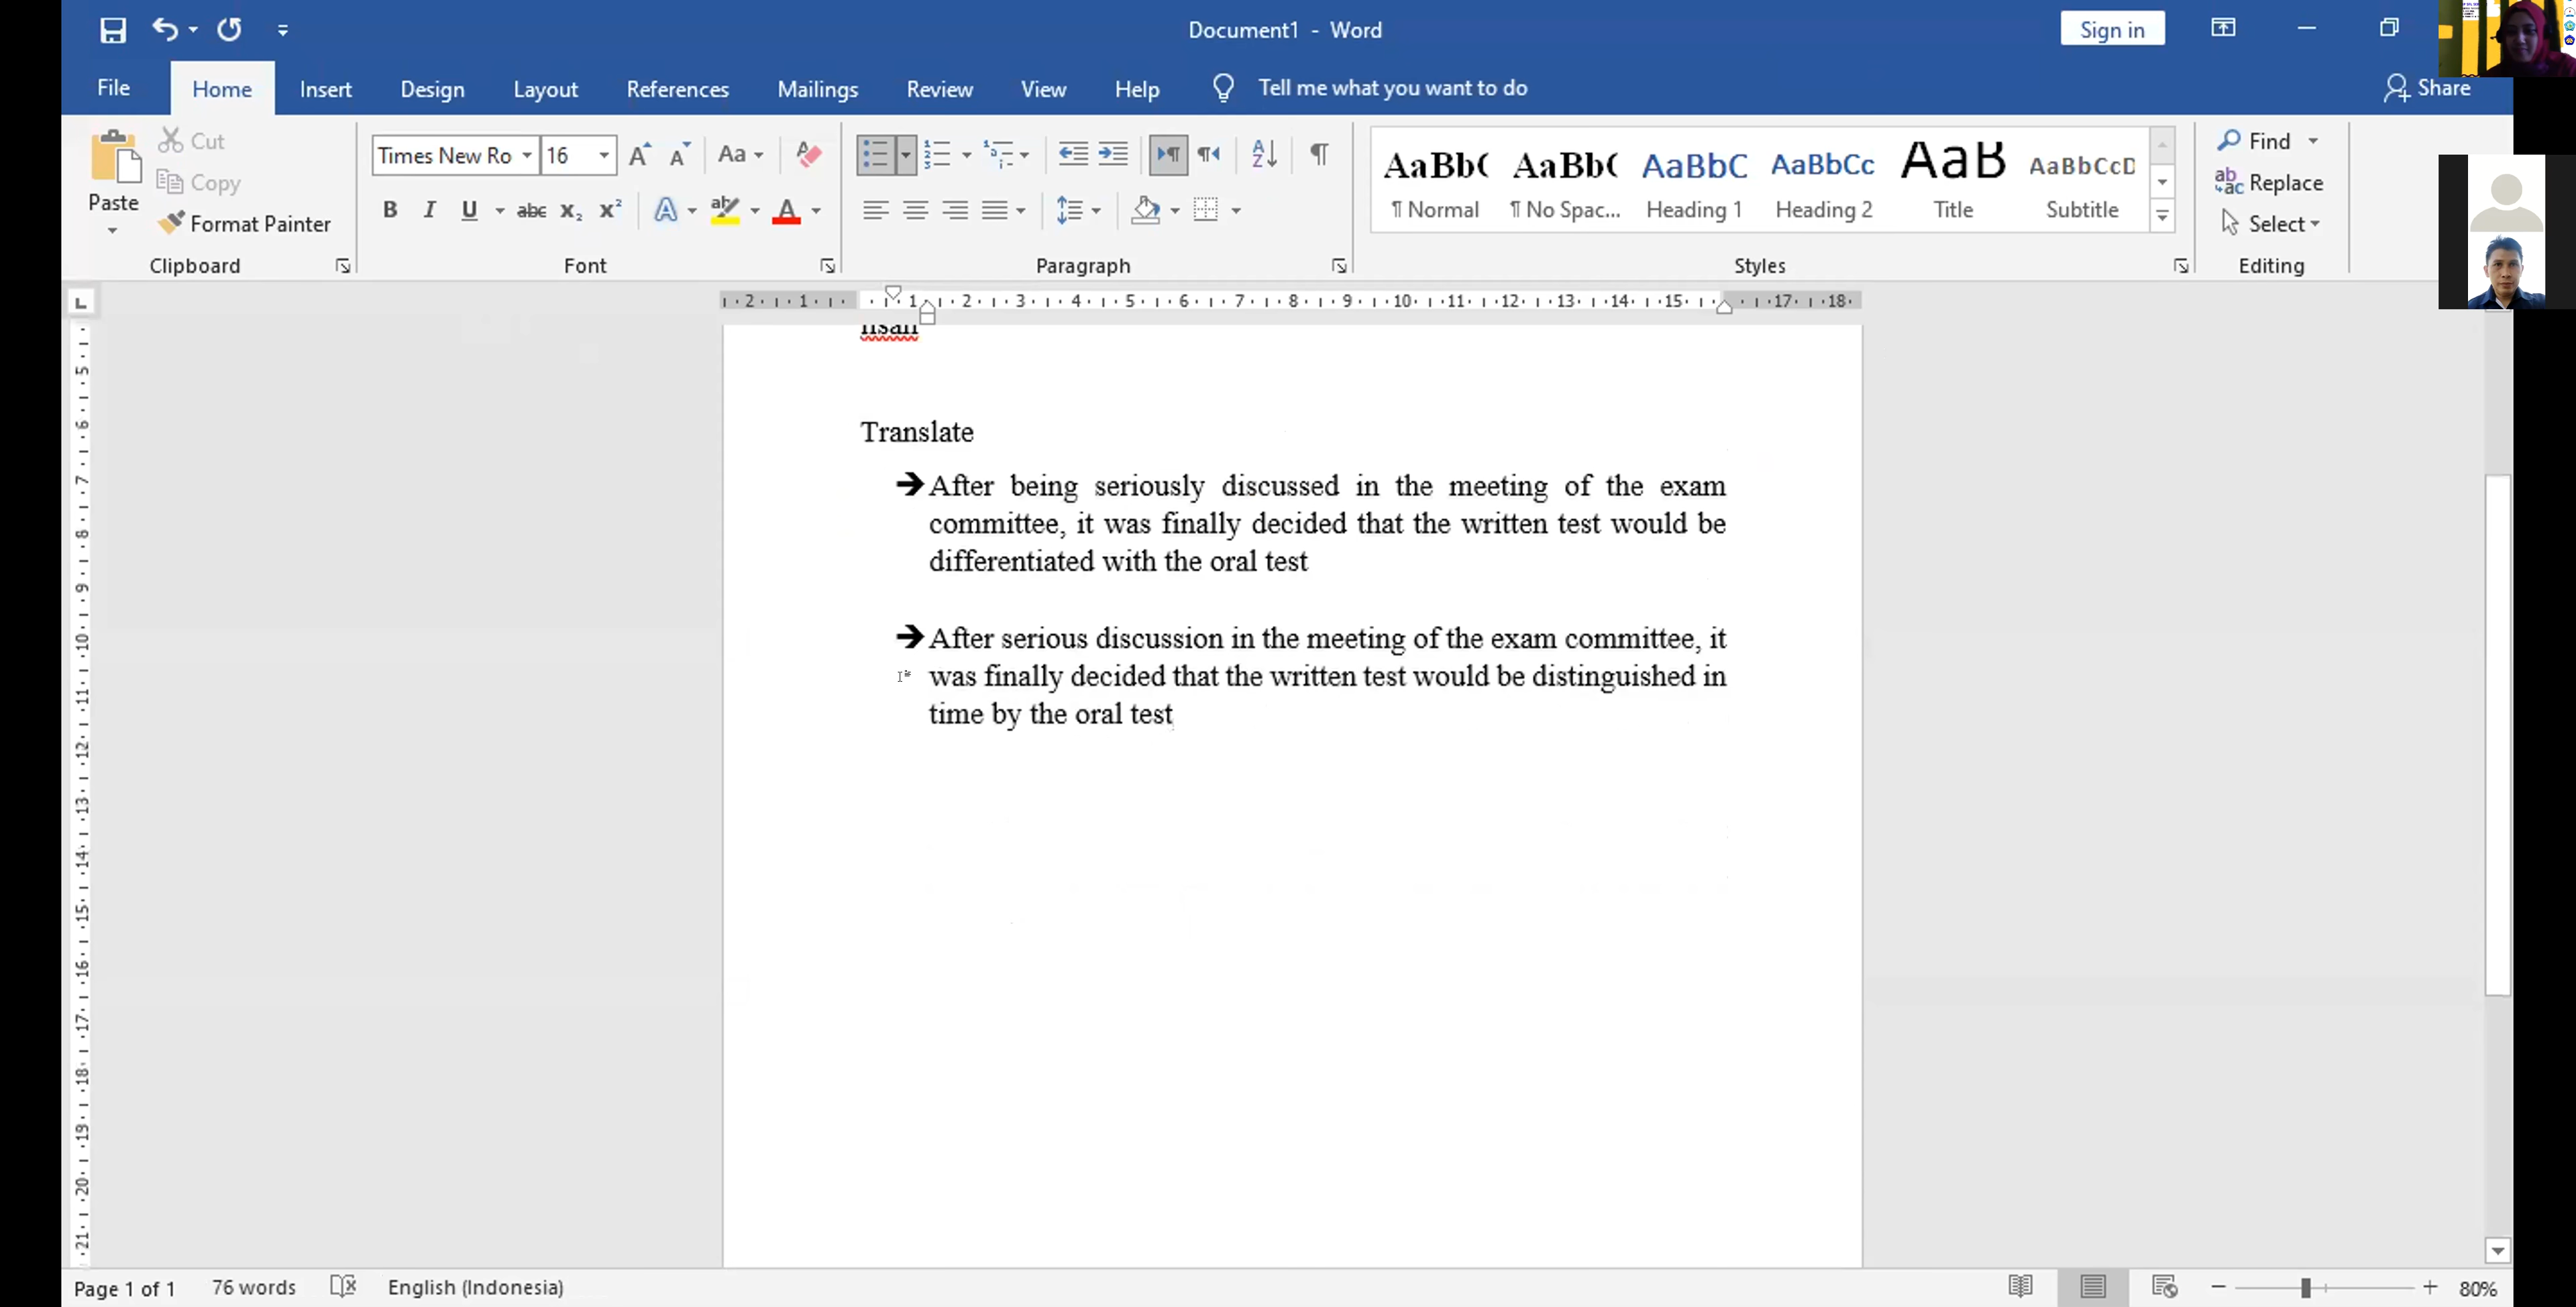 Document1 - Word
Sign in
File Home Insert Design Layout References Mailings Review View Help Tell me what you want to do Share
Paste
Cut
Copy
Format Painter
Clipboard
Times New Ro 16
Font
Paragraph
AaBb( AaBb( AaBbC AaBbCc AaB AaBbCcD
¶ Normal ¶ No Spac... Heading 1 Heading 2 Title Subtitle
Styles
Find
Replace
Select
Editing
Translate
➔ After being seriously discussed in the meeting of the exam
committee, it was finally decided that the written test would be
differentiated with the oral test
➔ After serious discussion in the meeting of the exam committee, it
was finally decided that the written test would be distinguished in
time by the oral test
Page 1 of 1 76 words English (Indonesia) 80%